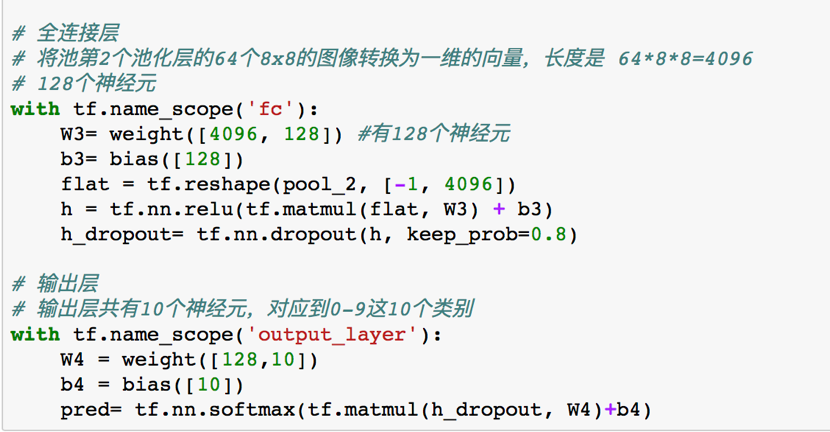 # 全连接层
# 将池第2个池化层的64个8x8的图像转换为一维的向量，长度是 64*8*8=4096
# 128个神经元
with tf.name_scope('fc'):
    W3= weight([4096, 128]) #有128个神经元
    b3= bias([128])
    flat = tf.reshape(pool_2, [-1, 4096])
    h = tf.nn.relu(tf.matmul(flat, W3) + b3)
    h_dropout= tf.nn.dropout(h, keep_prob=0.8)

# 输出层
# 输出层共有10个神经元，对应到0-9这10个类别
with tf.name_scope('output_layer'):
    W4 = weight([128,10])
    b4 = bias([10])
    pred= tf.nn.softmax(tf.matmul(h_dropout, W4)+b4)